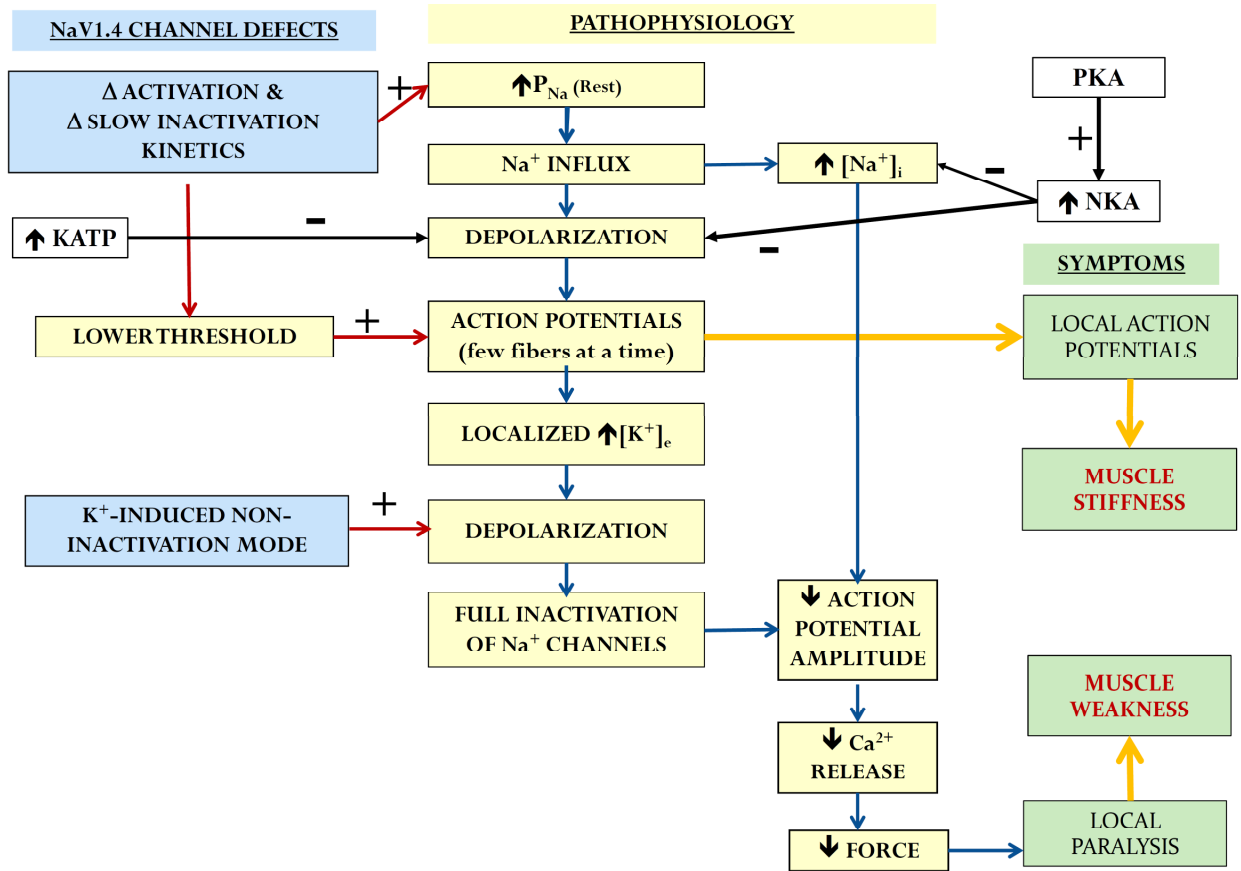 NaV1.4 CHANNEL DEFECTS
PATHOPHYSIOLOGY
Δ ACTIVATION &
Δ SLOW INACTIVATION
KINETICS
+
↑PNa (Rest)
PKA
+
Na⁺ INFLUX
↑ [Na⁺]i
-
↑ NKA
↑ KATP
-
DEPOLARIZATION
-
SYMPTOMS
LOWER THRESHOLD
+
ACTION POTENTIALS
(few fibers at a time)
LOCAL ACTION
POTENTIALS
LOCALIZED ↑[K⁺]e
MUSCLE
STIFFNESS
K⁺-INDUCED NON-
INACTIVATION MODE
+
DEPOLARIZATION
FULL INACTIVATION
OF Na⁺ CHANNELS
↓ ACTION
POTENTIAL
AMPLITUDE
MUSCLE
WEAKNESS
↓ Ca²⁺
RELEASE
↓ FORCE
LOCAL
PARALYSIS